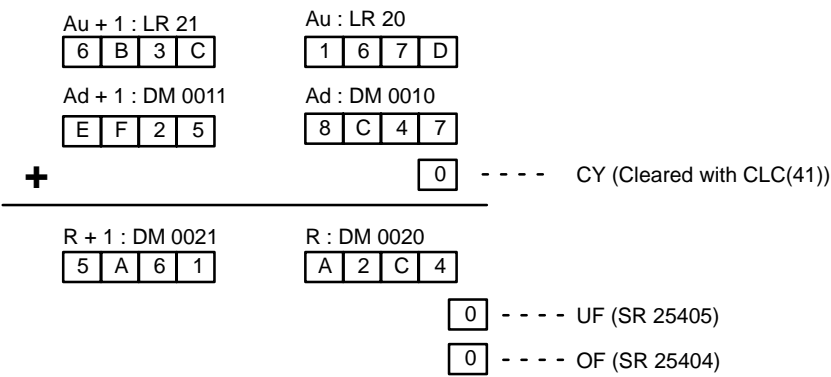 Au + 1 : LR 21 Au : LR 20
6 B 3 C 1 6 7 D
Ad + 1 : DM 0011 Ad : DM 0010
E F 2 5 8 C 4 7
+ 0 - - - - CY (Cleared with CLC(41))
R + 1 : DM 0021 R : DM 0020
5 A 6 1 A 2 C 4
0 - - - - UF (SR 25405)
0 - - - - OF (SR 25404)